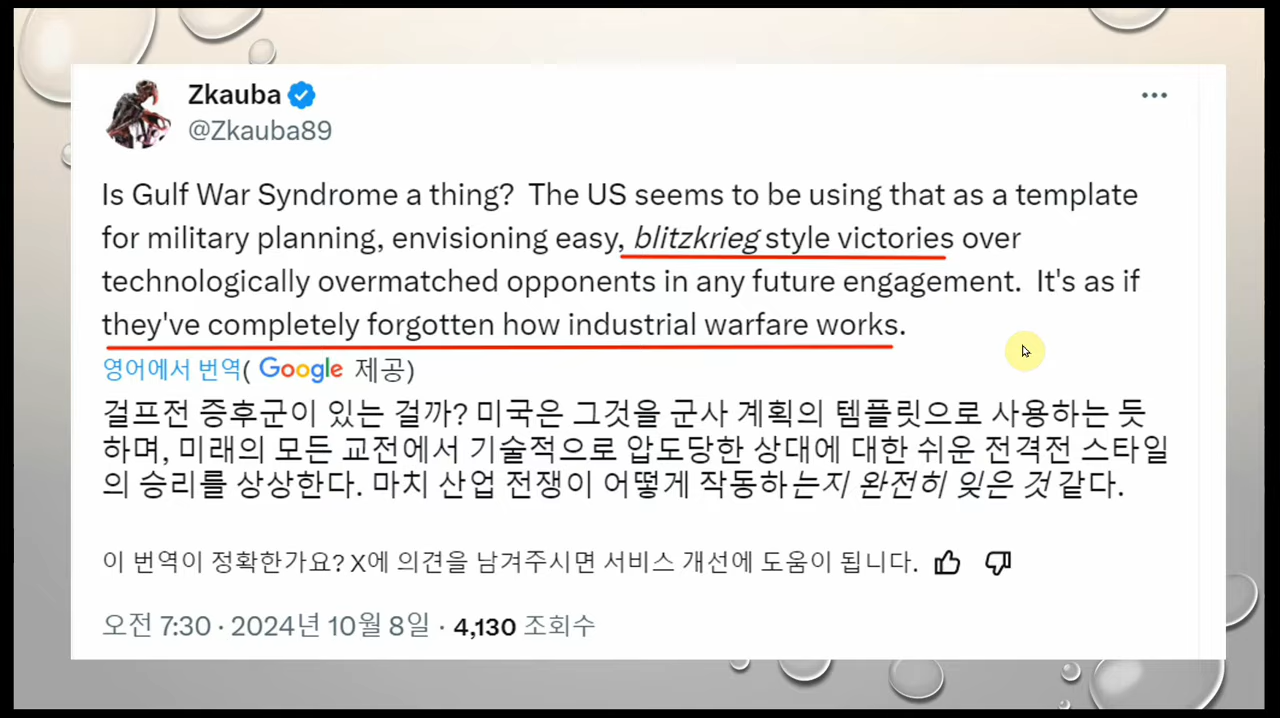 Zkauba
@Zkauba89
Is Gulf War Syndrome a thing? The US seems to be using that as a template
for military planning, envisioning easy, blitzkrieg style victories over
technologically overmatched opponents in any future engagement. It's as if
they've completely forgotten how industrial warfare works.
영어에서 번역( Google 제공)
걸프전 증후군이 있는 걸까? 미국은 그것을 군사 계획의 템플릿으로 사용하는 듯
하며, 미래의 모든 교전에서 기술적으로 압도당한 상대에 대한 쉬운 전격전 스타일
의 승리를 상상한다. 마치 산업 전쟁이 어떻게 작동하는지 완전히 잊은 것 같다.
이 번역이 정확한가요? X에 의견을 남겨주시면 서비스 개선에 도움이 됩니다.
오전 7:30 · 2024년 10월 8일 · 4,130 조회수